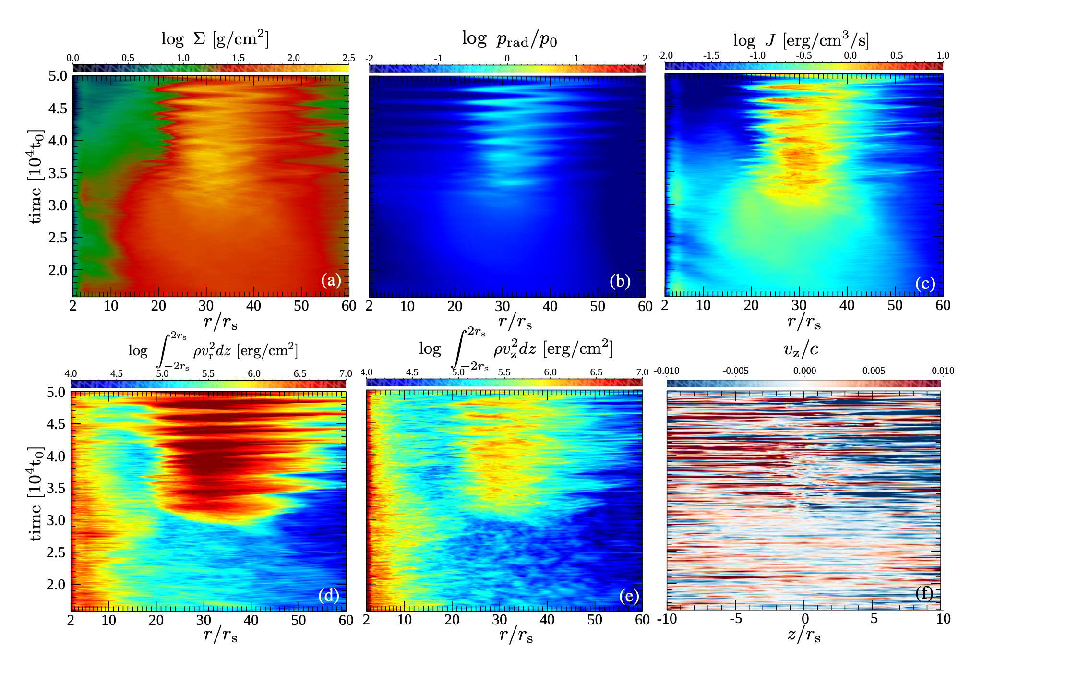 log Σ [g/cm²]
0.0 0.5 1.0 1.5 2.0 2.5
log p_rad/p_0
-2 -1 0 1 2
log J [erg/cm³/s]
-2.0 -1.5 -1.0 -0.5 0.0 0.5 1.0
time [10⁴t₀]
5.0
4.5
4.0
3.5
3.0
2.5
2.0
(a)
(b)
(c)
2 10 20 30 40 50 60
2 10 20 30 40 50 60
2 10 20 30 40 50 60
r/r_s
r/r_s
r/r_s
log ∫_{-2r_s}^{2r_s} ρv_r²dz [erg/cm²]
4.0 4.5 5.0 5.5 6.0 6.5 7.0
log ∫_{-2r_s}^{2r_s} ρv_z²dz [erg/cm²]
4.0 4.5 5.0 5.5 6.0 6.5 7.0
v_z/c
-0.010 -0.005 0.000 0.005 0.010
time [10⁴t₀]
5.0
4.5
4.0
3.5
3.0
2.5
2.0
(d)
(e)
(f)
2 10 20 30 40 50 60
2 10 20 30 40 50 60
-10 -5 0 5 10
r/r_s
r/r_s
z/r_s